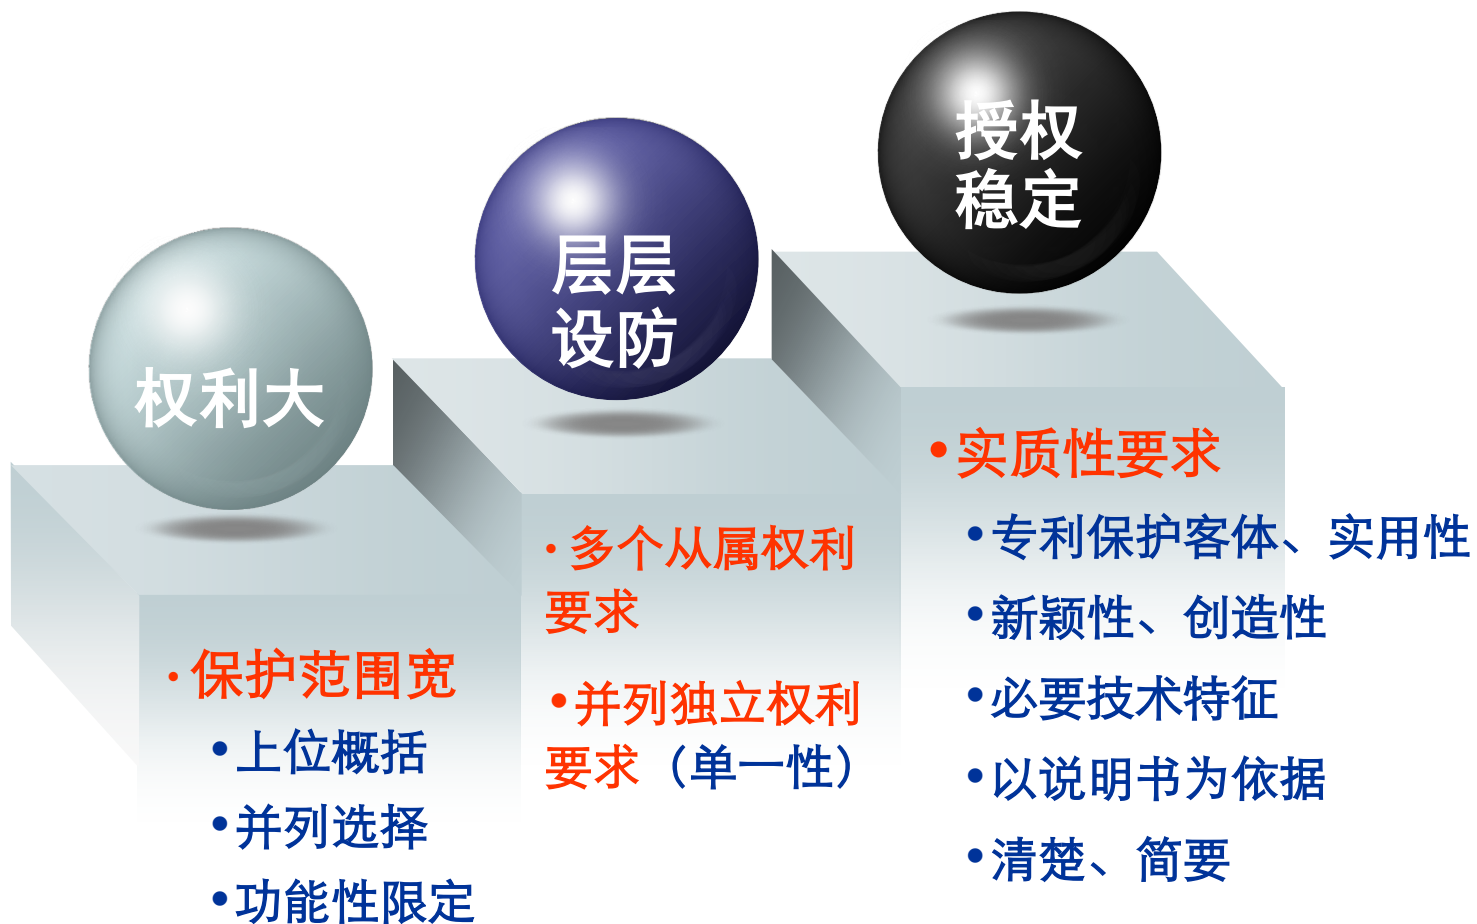 权利大
• 保护范围宽
•上位概括
•并列选择
•功能性限定
层层
设防
• 多个从属权利
要求
•并列独立权利
要求（单一性）
授权
稳定
•实质性要求
•专利保护客体、实用性
•新颖性、创造性
•必要技术特征
•以说明书为依据
•清楚、简要